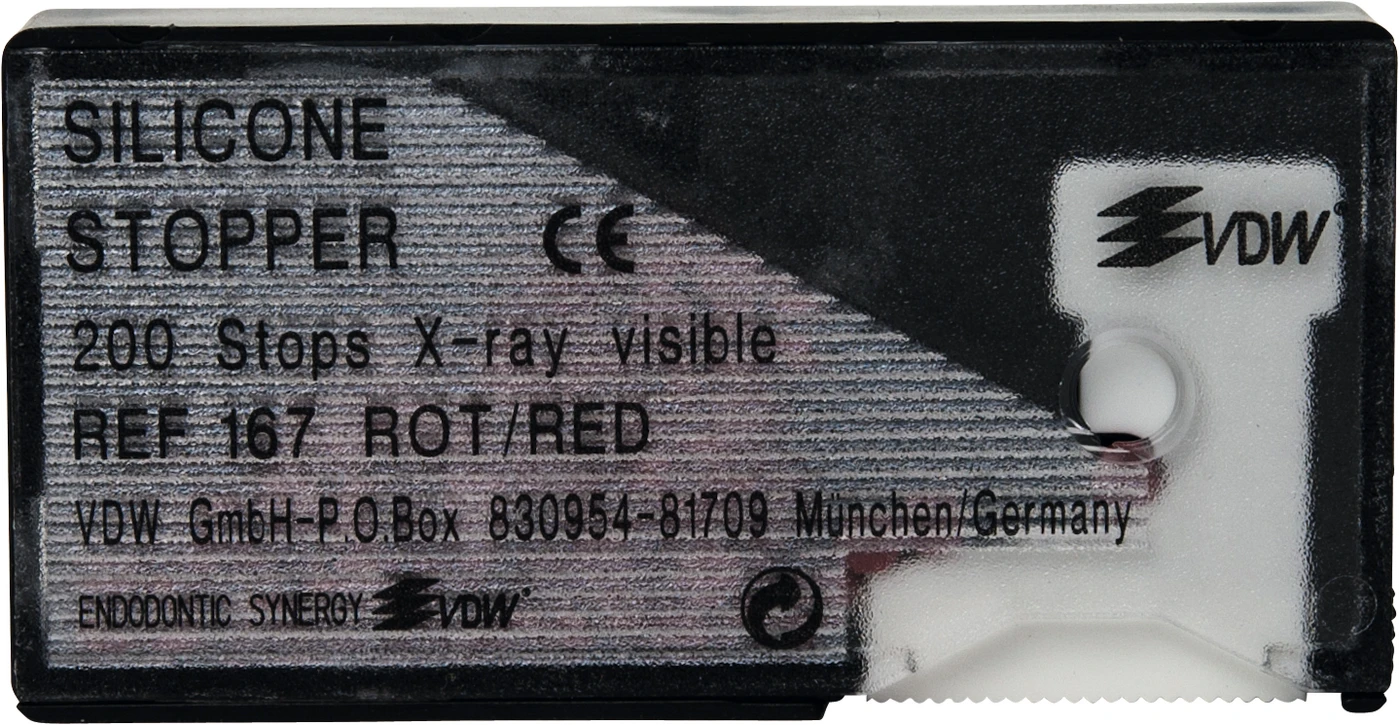 SILICONE
STOPPER CE
VDW®
200 Stops X-ray visible
REF 167 ROT/RED
VDW GmbH-P.O.Box 830954-81709 München/Germany
ENDODONTIC SYNERGY VDW®